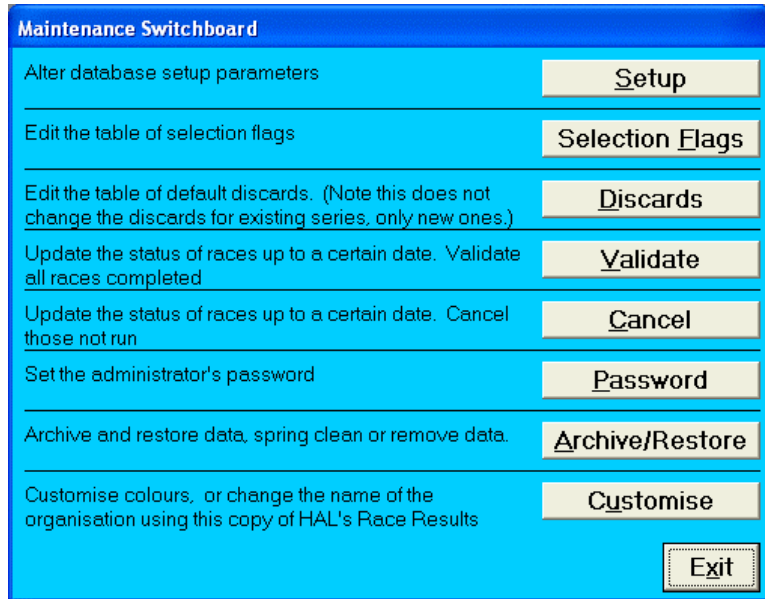 Maintenance Switchboard
Alter database setup parameters
Setup
Edit the table of selection flags
Selection Flags
Edit the table of default discards. (Note this does not
change the discards for existing series, only new ones.)
Discards
Update the status of races up to a certain date. Validate
all races completed
Validate
Update the status of races up to a certain date. Cancel
those not run
Cancel
Set the administrator's password
Password
Archive and restore data, spring clean or remove data.
Archive/Restore
Customise colours, or change the name of the
organisation using this copy of HAL's Race Results
Customise
Exit